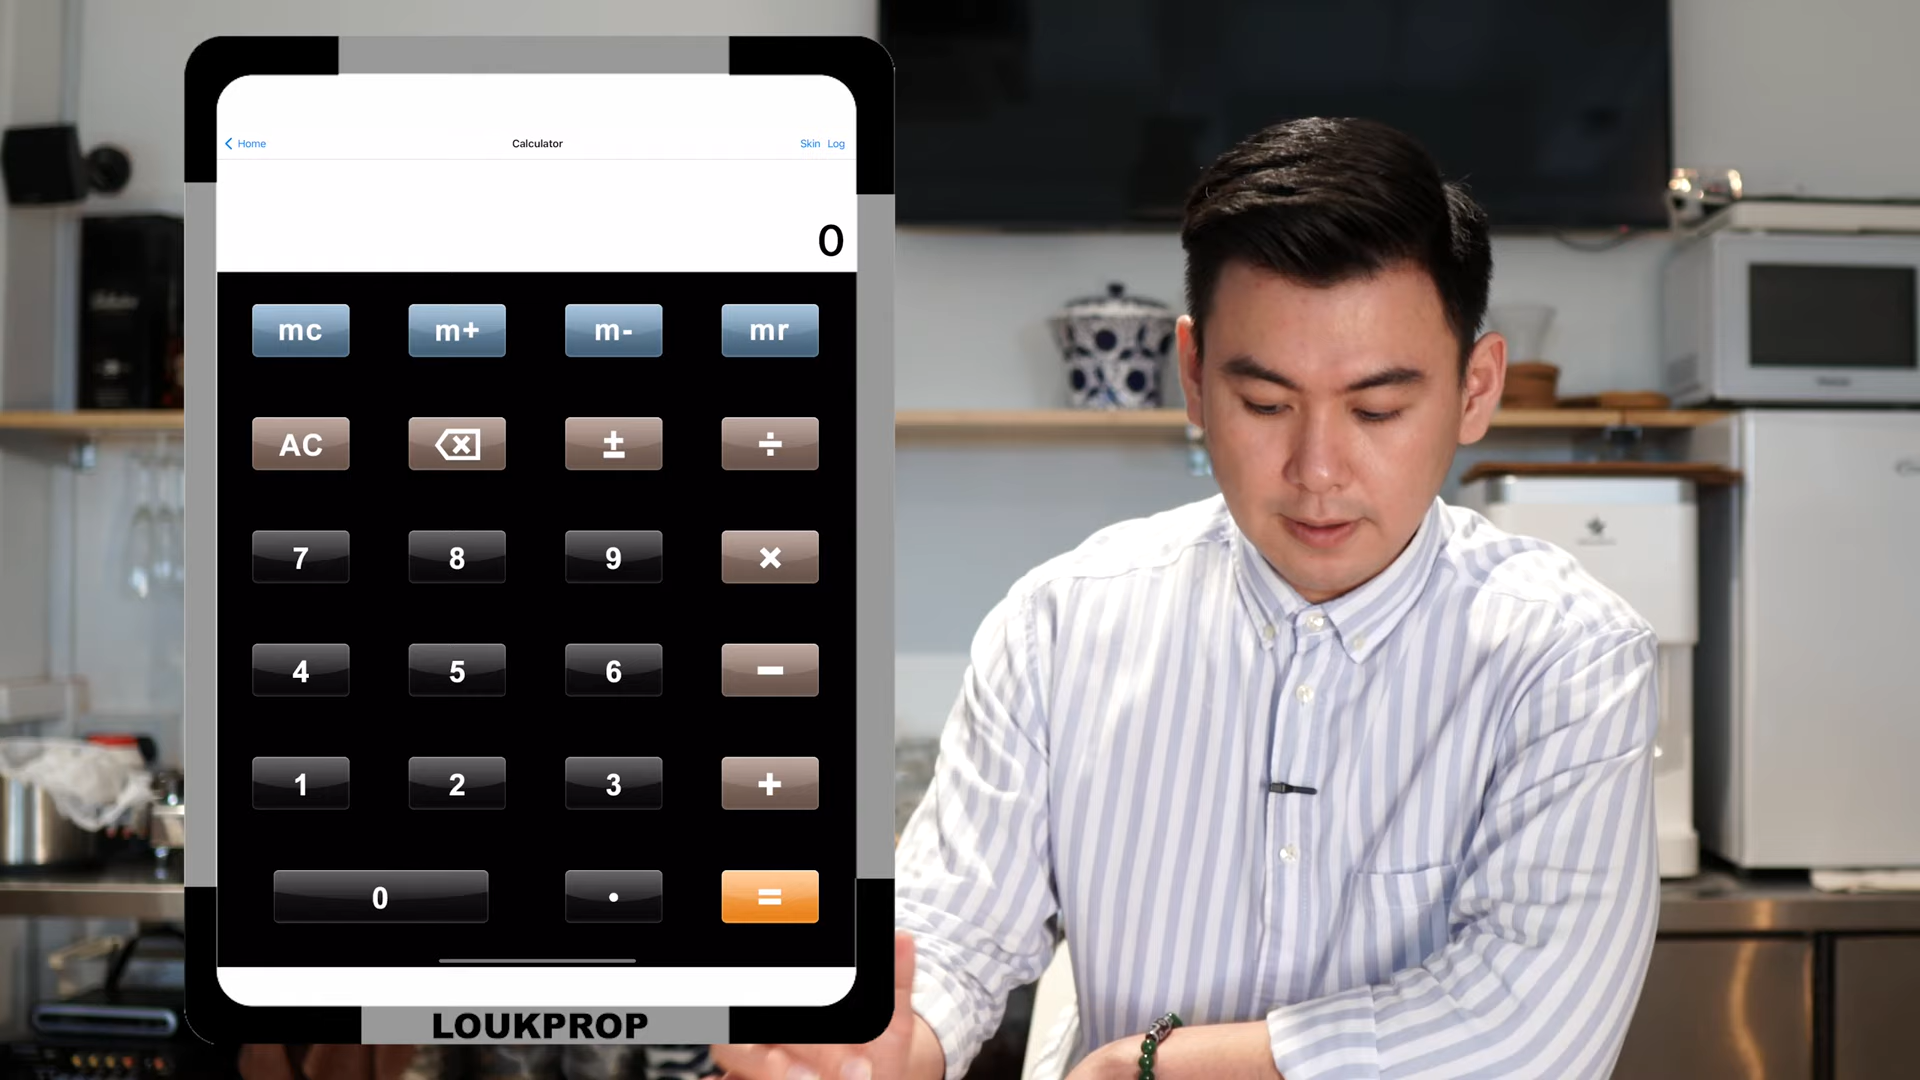 Home
Calculator
Skin Log
0
mc m+ m- mr
AC ± ÷
7 8 9 ×
4 5 6 −
1 2 3 +
0 . =
LOUKPROP